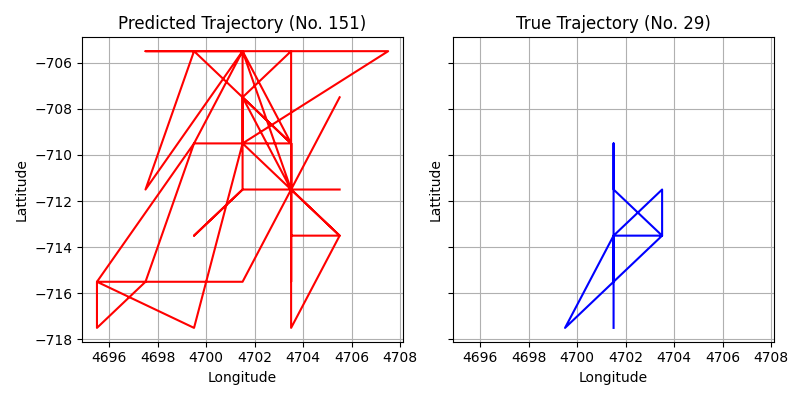 Predicted Trajectory (No. 151)
True Trajectory (No. 29)
Lattitude
−706
−708
−710
−712
−714
−716
−718
4696 4698 4700 4702 4704 4706 4708
Longitude
Lattitude
4696 4698 4700 4702 4704 4706 4708
Longitude